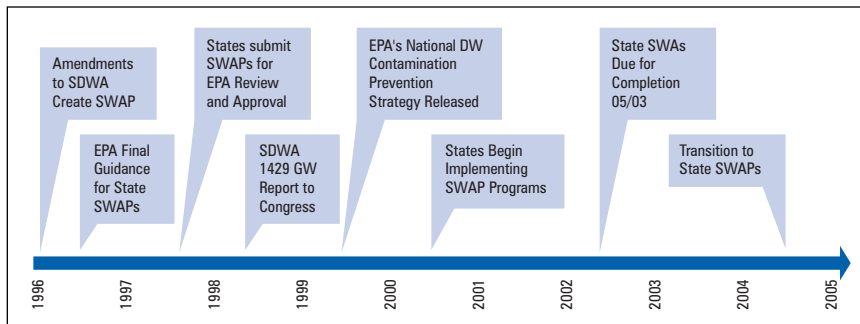 Amendments
to SDWA
Create SWAP
EPA Final
Guidance
for State
SWAPs
States submit
SWAPs for
EPA Review
and Approval
SDWA
1429 GW
Report to
Congress
EPA's National DW
Contamination
Prevention
Strategy Released
States Begin
Implementing
SWAP Programs
State SWAs
Due for
Completion
05/03
Transition to
State SWAPs
1996
1997
1998
1999
2000
2001
2002
2003
2004
2005